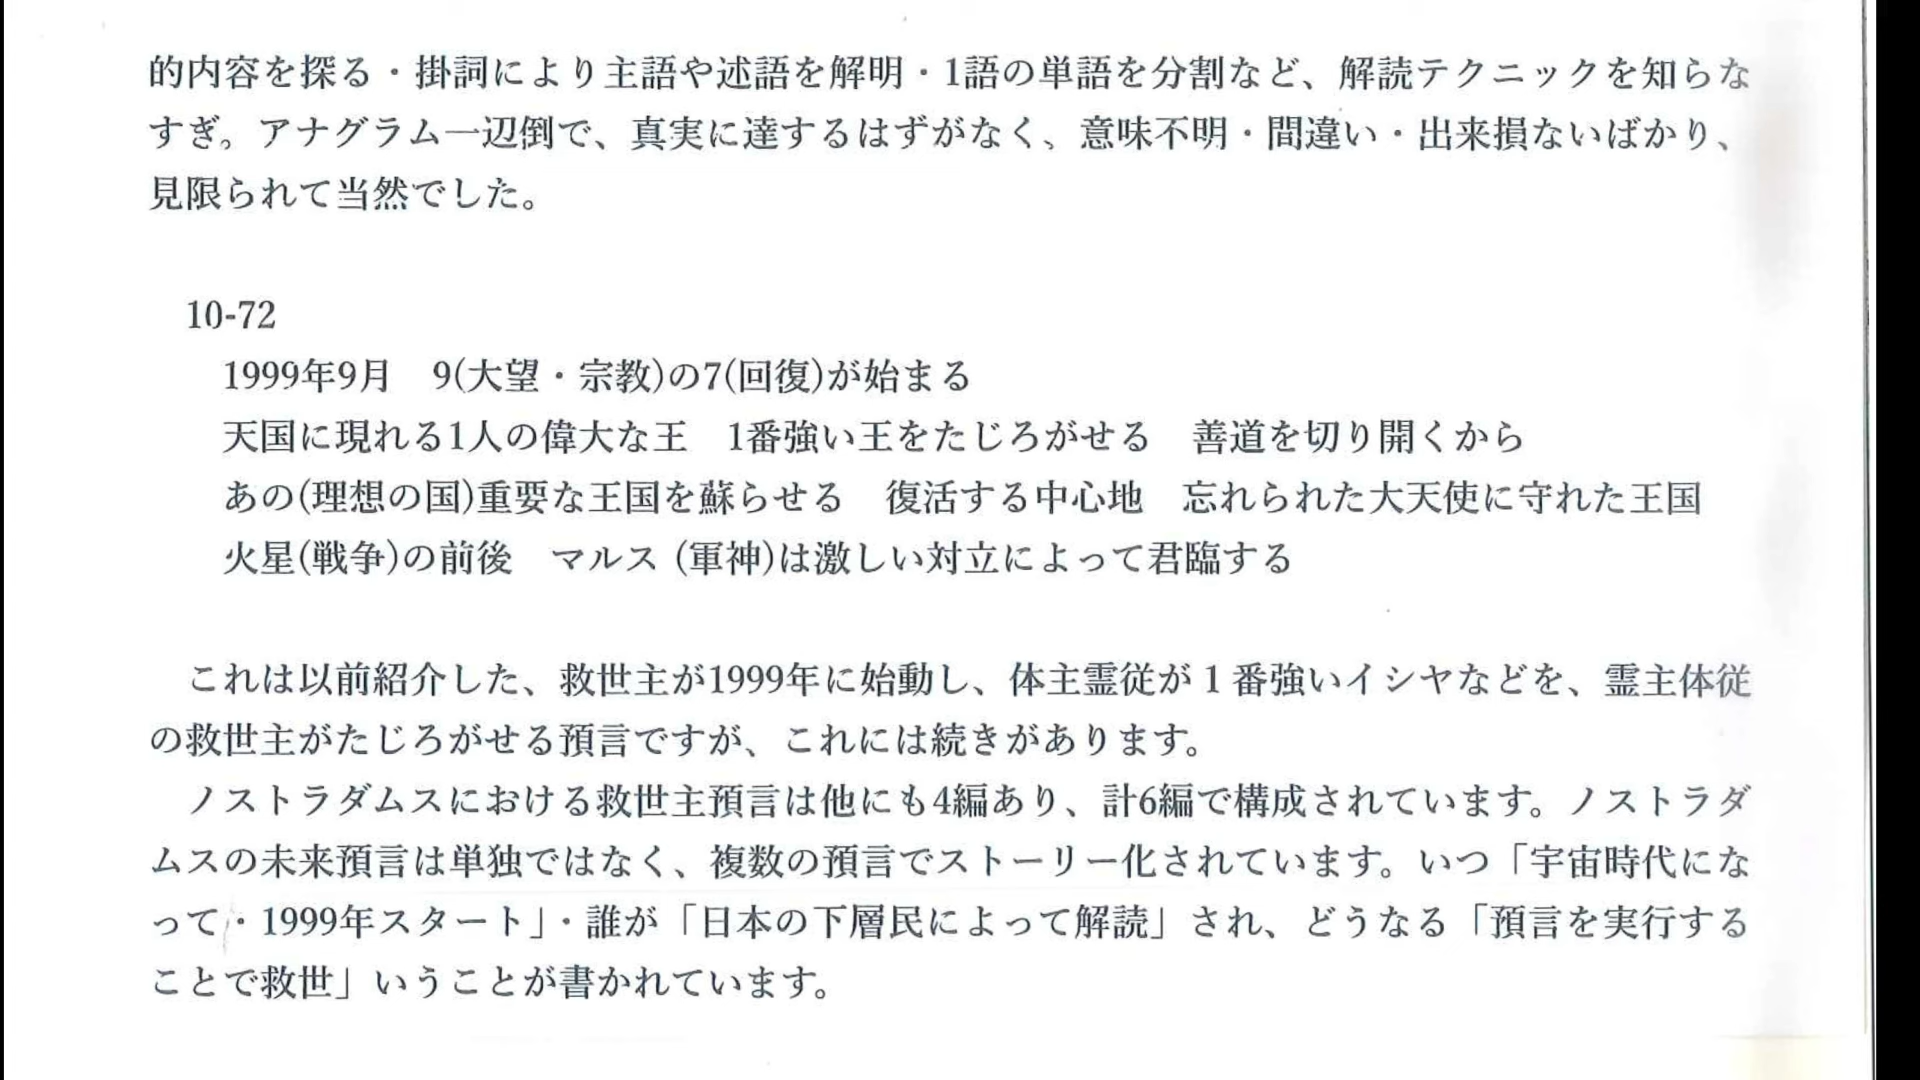 的内容を探る・掛詞により主語や述語を解明・1語の単語を分割など、解読テクニックを知らな
すぎ。アナグラム一辺倒で、真実に達するはずがなく、意味不明・間違い・出来損ないばかり、
見限られて当然でした。
10-72
1999年9月　9(大望・宗教)の7(回復)が始まる
天国に現れる1人の偉大な王　1番強い王をたじろがせる　善道を切り開くから
あの(理想の国)重要な王国を蘇らせる　復活する中心地　忘れられた大天使に守れた王国
火星(戦争)の前後　マルス (軍神)は激しい対立によって君臨する
これは以前紹介した、救世主が1999年に始動し、体主霊従が１番強いイシヤなどを、霊主体従
の救世主がたじろがせる預言ですが、これには続きがあります。
ノストラダムスにおける救世主預言は他にも4編あり、計6編で構成されています。ノストラダ
ムスの未来預言は単独ではなく、複数の預言でストーリー化されています。いつ「宇宙時代にな
って・1999年スタート」・誰が「日本の下層民によって解読」され、どうなる「預言を実行する
ことで救世」いうことが書かれています。